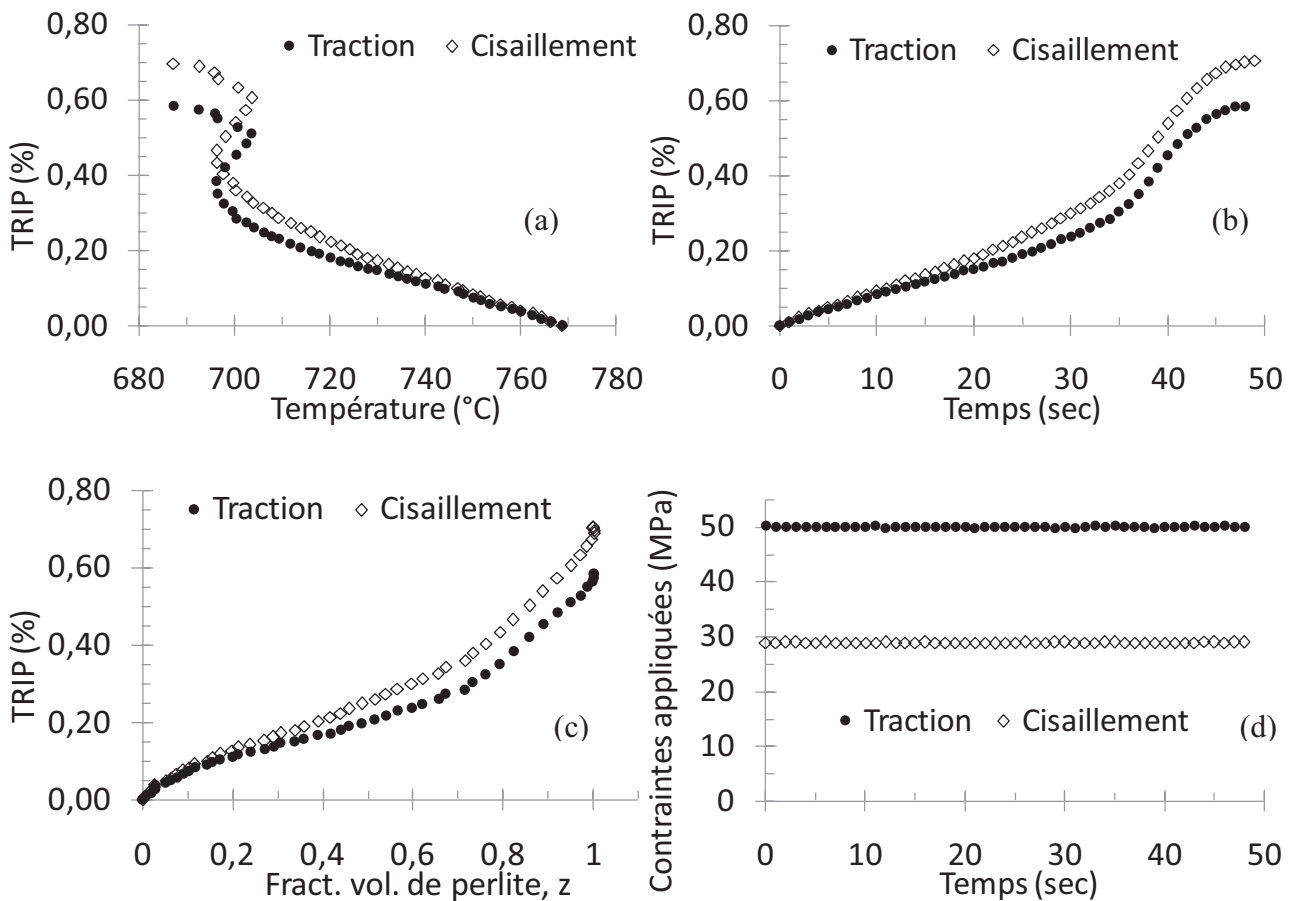 0,80
Traction Cisaillement
0,60
0,40
0,20
0,00
TRIP (%)
(a)
680 700 720 740 760 780
Température (°C)
0,80
Traction Cisaillement
0,60
0,40
0,20
0,00
TRIP (%)
(b)
0 10 20 30 40 50
Temps (sec)
0,80
Traction Cisaillement
0,60
0,40
0,20
0,00
TRIP (%)
(c)
0 0,2 0,4 0,6 0,8 1
Fract. vol. de perlite, z
Contraintes appliquées (MPa)
50
40
30
20
10
0
Traction Cisaillement
(d)
0 10 20 30 40 50
Temps (sec)